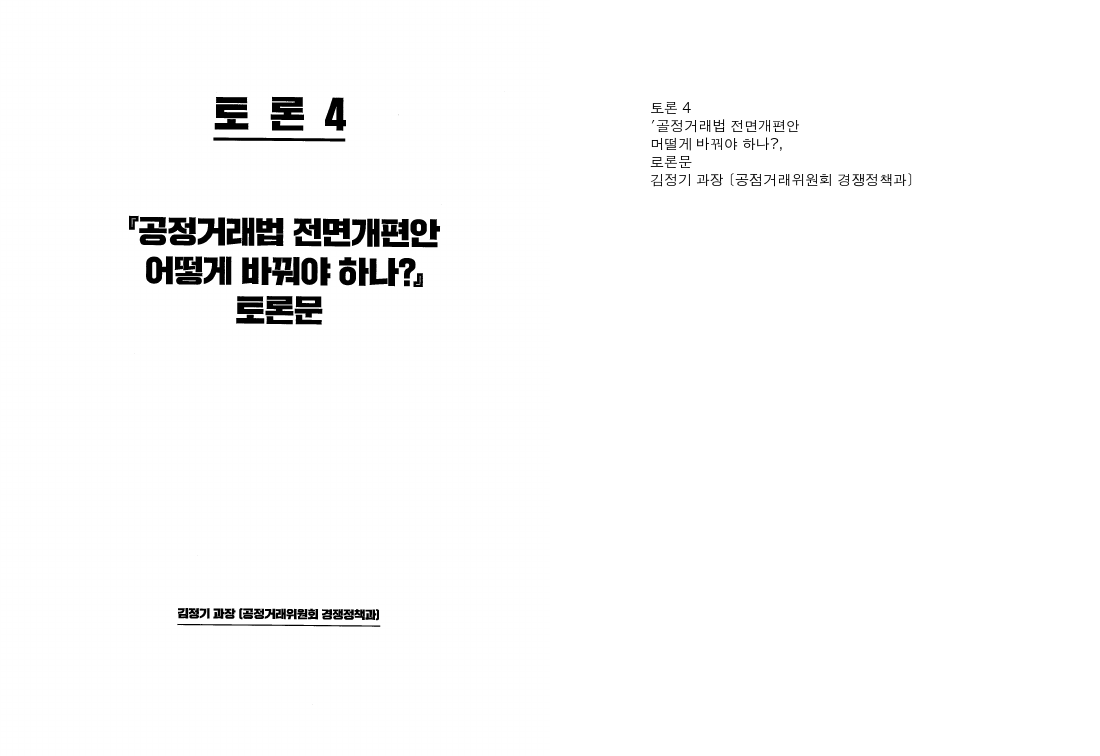 토 론 4
『공정거래법 전면개편안
어떻게 바꿔야 하나?』
토론문
김정기 과장 (공정거래위원회 경쟁정책과)
토론 4
′골정거래법 전면개편안
머떨게 바꿔야 하나?,
로론문
김정기 과장 〔공점거래위원회 경쟁정책과〕